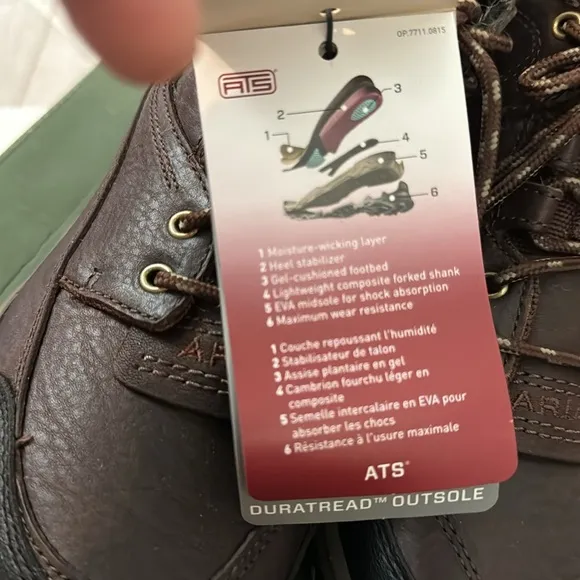 OP.7711.0815
ATS®
1
2
3
4
5
6
1 Moisture-wicking layer
2 Heel stabilizer
3 Gel-cushioned footbed
4 Lightweight composite forked shank
5 EVA midsole for shock absorption
6 Maximum wear resistance
1 Couche repoussant l'humidité
2 Stabilisateur de talon
3 Assise plantaire en gel
4 Cambrion fourchu léger en
composite
5 Semelle intercalaire en EVA pour
absorber les chocs
6 Résistance à l'usure maximale
ATS®
DURATREAD™ OUTSOLE
AR
ARI